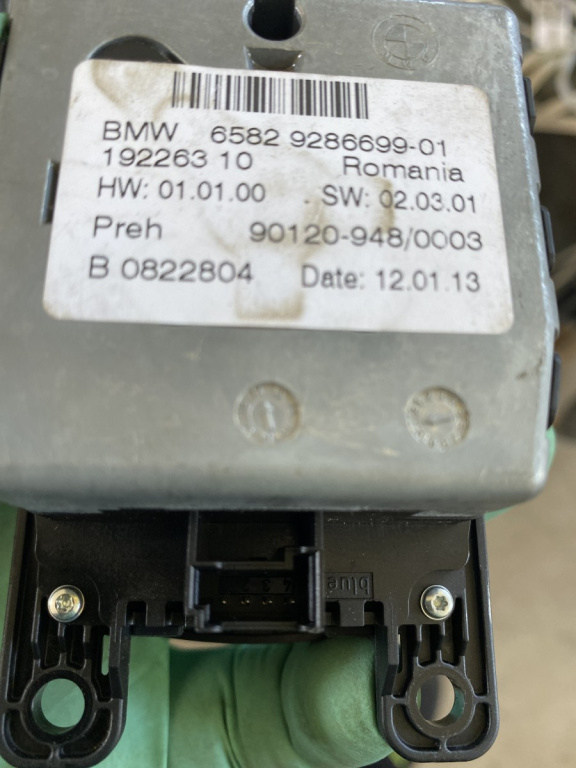 BMW 6582 9286699-01
192263 10 Romania
HW: 01.01.00 SW: 02.03.01
Preh 90120-948/0003
B 0822804 Date: 12.01.13
blue